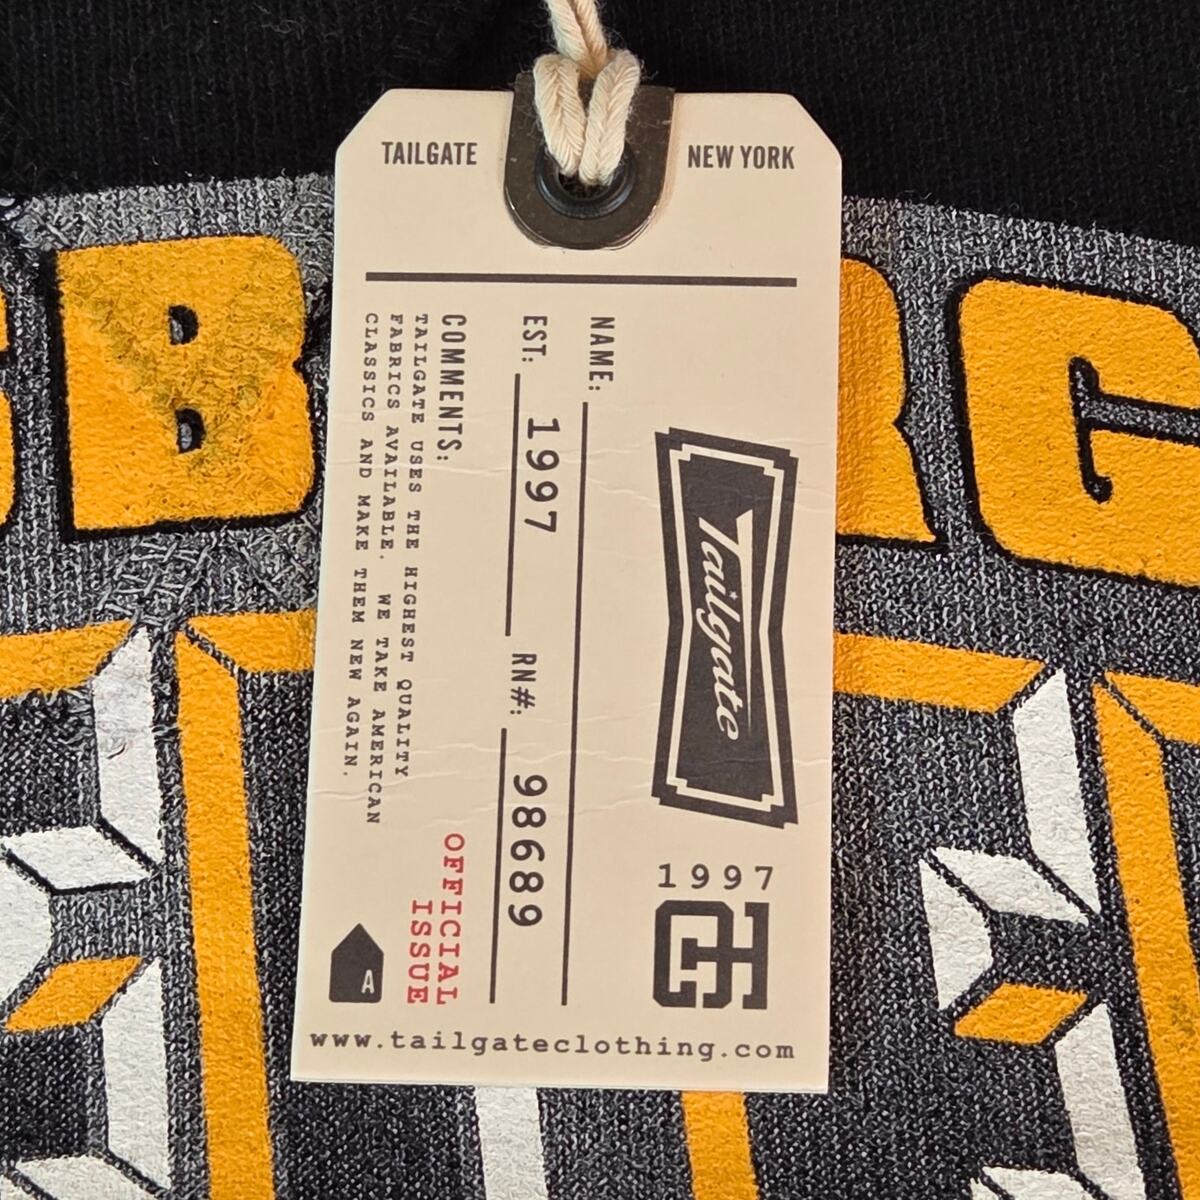 TAILGATE NEW YORK
Tailgate
NAME:
EST: 1997 RN#: 98689
COMMENTS:
TAILGATE USES THE HIGHEST QUALITY
FABRICS AVAILABLE. WE TAKE AMERICAN
CLASSICS AND MAKE THEM NEW AGAIN.
OFFICIAL
ISSUE
1997
A
www.tailgateclothing.com